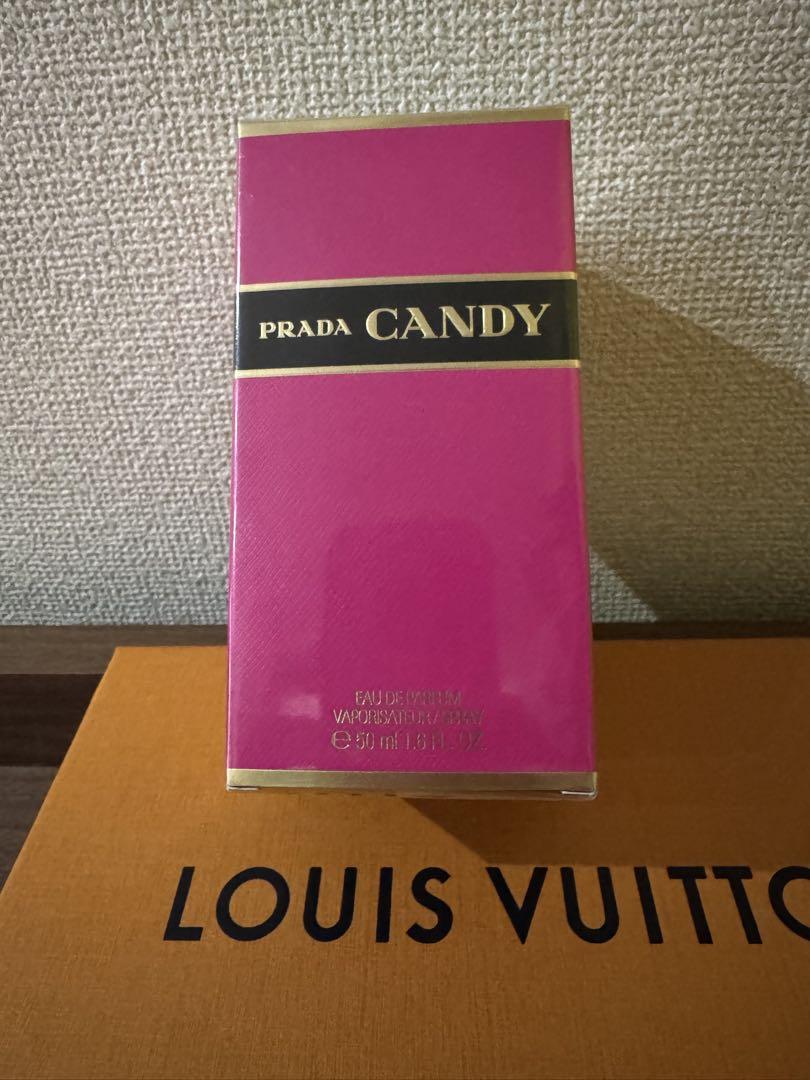 PRADA CANDY
EAU DE PARFUM
VAPORISATEUR / SPRAY
℮ 50 ml 1.6 FL. OZ.
LOUIS VUITTO